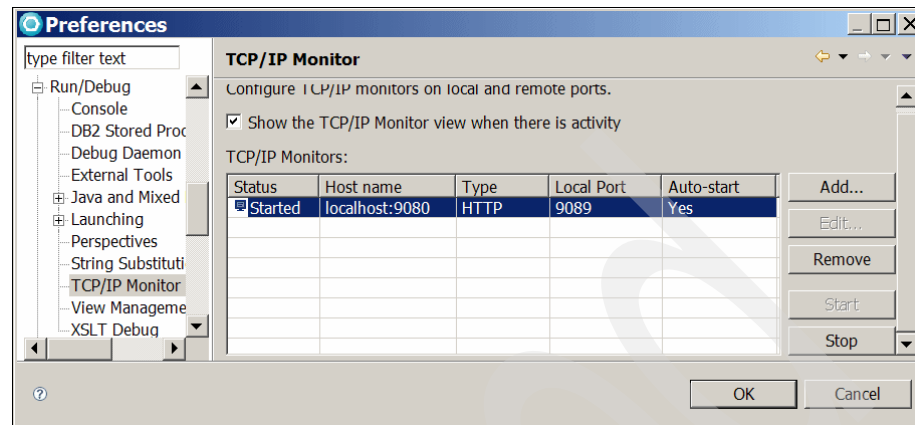 Preferences
type filter text
TCP/IP Monitor
Run/Debug
Console
DB2 Stored Proc
Debug Daemon
External Tools
Java and Mixed
Launching
Perspectives
String Substituti
TCP/IP Monitor
View Manageme
XSLT Debug
Configure TCP/IP monitors on local and remote ports.
Show the TCP/IP Monitor view when there is activity
TCP/IP Monitors:
Status Host name Type Local Port Auto-start
Started localhost:9080 HTTP 9089 Yes
Add...
Edit...
Remove
Start
Stop
OK Cancel